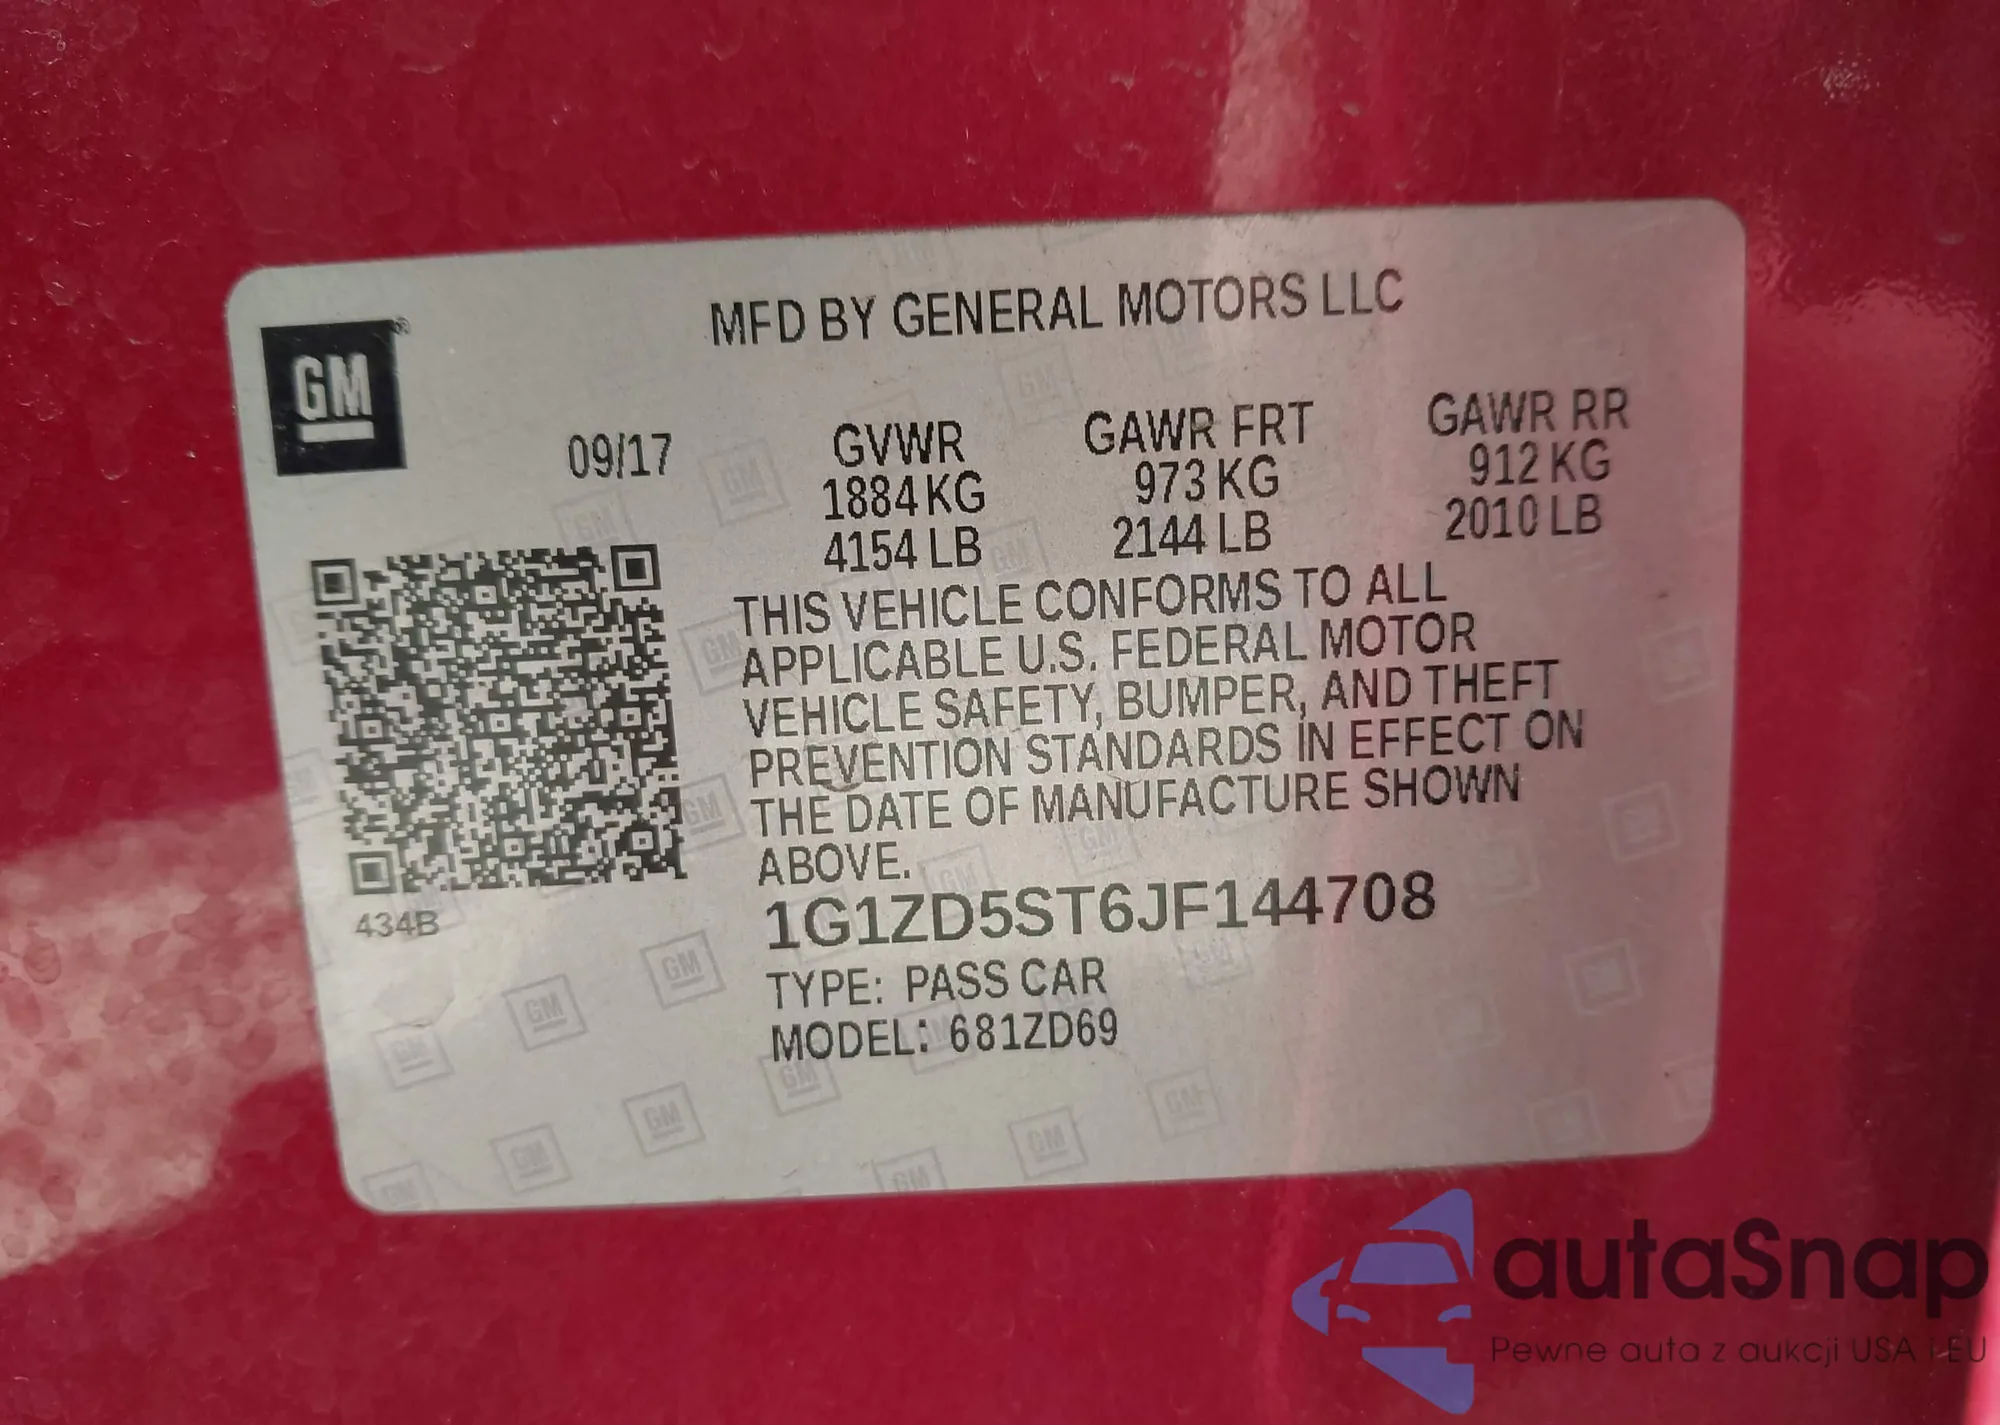 MFD BY GENERAL MOTORS LLC
GM
09/17
GVWR
1884 KG
4154 LB
GAWR FRT
973 KG
2144 LB
GAWR RR
912 KG
2010 LB
THIS VEHICLE CONFORMS TO ALL
APPLICABLE U.S. FEDERAL MOTOR
VEHICLE SAFETY, BUMPER, AND THEFT
PREVENTION STANDARDS IN EFFECT ON
THE DATE OF MANUFACTURE SHOWN
ABOVE.
434B
1G1ZD5ST6JF144708
TYPE: PASS CAR
MODEL: 681ZD69
autaSnap
Pewne auta z aukcji USA i EU